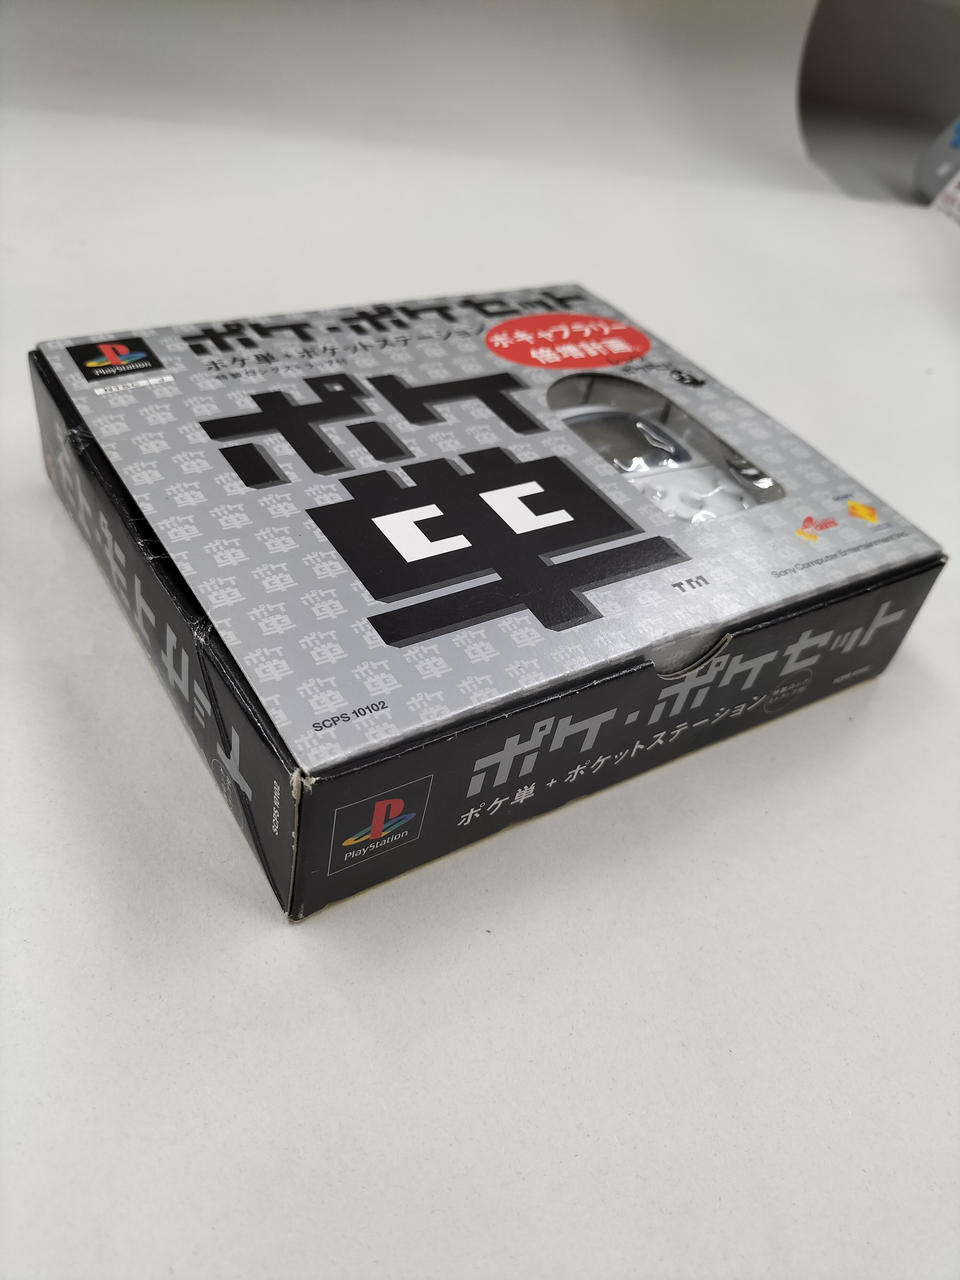 PlayStation
NTSC J
ポケ・ポケセット
ポケ単+ポケットステーション
ボキャブラリー
倍増計画
ポケ
単
TM
Sony Computer Entertainment Inc.
SCPS 10102
PlayStation
ポケ・ポケセット
ポケ単+ポケットステーション
SCPS 10102